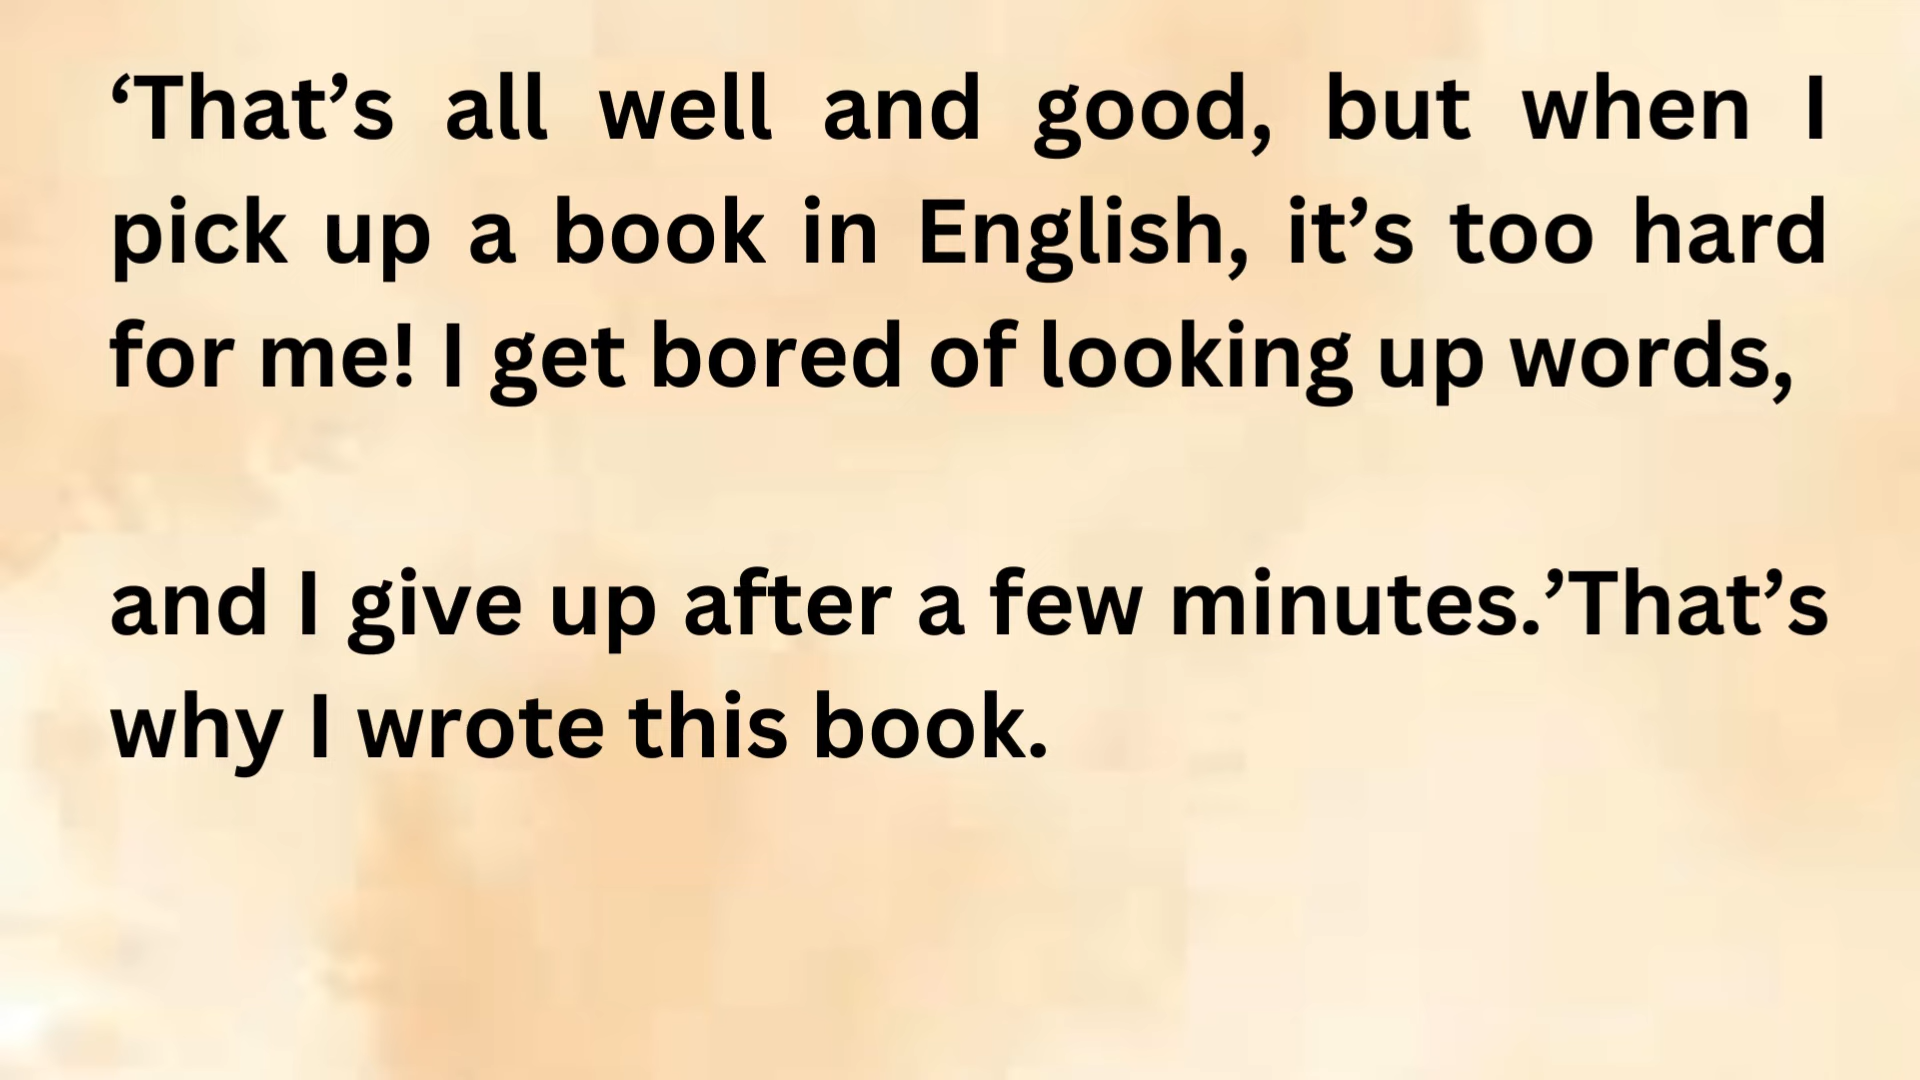 ‘That’s all well and good, but when I
pick up a book in English, it’s too hard
for me! I get bored of looking up words,
and I give up after a few minutes.’That’s
why I wrote this book.